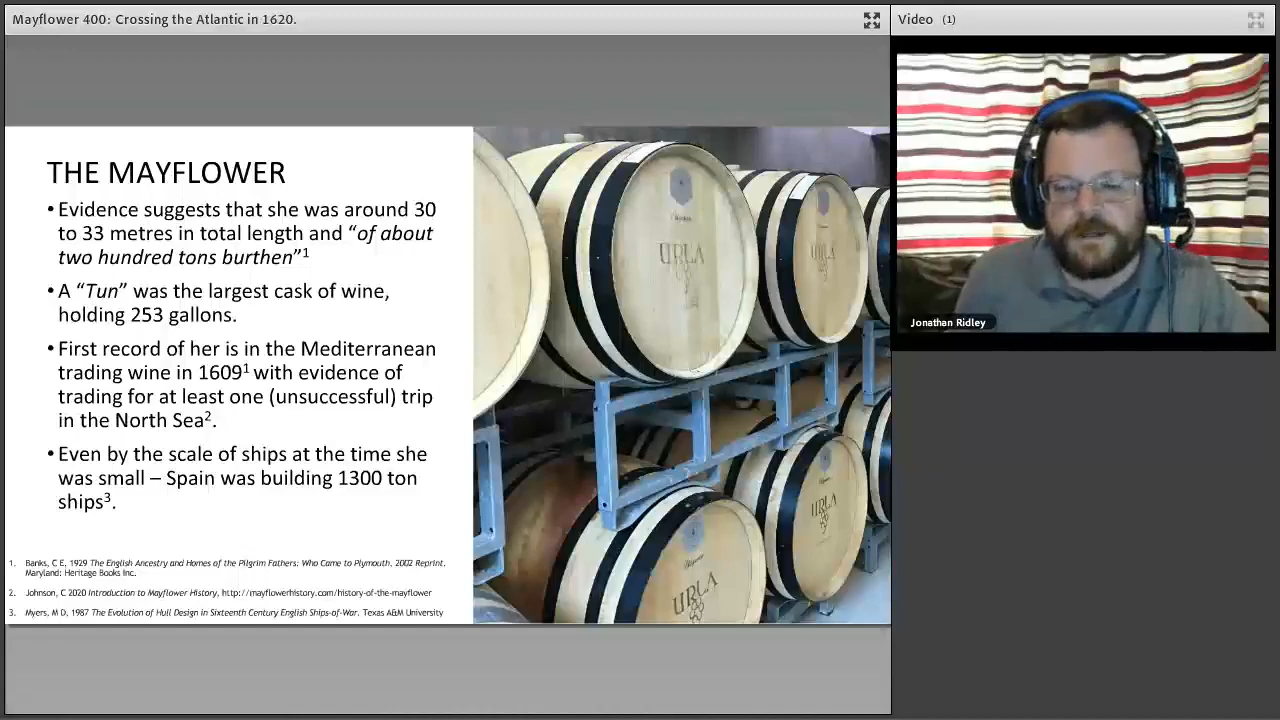 Mayflower 400: Crossing the Atlantic in 1620.
Video (1)
THE MAYFLOWER
• Evidence suggests that she was around 30
to 33 metres in total length and “of about
two hundred tons burthen”1
• A “Tun” was the largest cask of wine,
holding 253 gallons.
• First record of her is in the Mediterranean
trading wine in 16091 with evidence of
trading for at least one (unsuccessful) trip
in the North Sea2.
• Even by the scale of ships at the time she
was small – Spain was building 1300 ton
ships3.
1. Banks, C E, 1929 The English Ancestry and Homes of the Pilgrim Fathers: Who Came to Plymouth, 2002 Reprint.
Maryland: Heritage Books Inc.
2. Johnson, C 2020 Introduction to Mayflower History, http://mayflowerhistory.com/history-of-the-mayflower
3. Myers, M D, 1987 The Evolution of Hull Design in Sixteenth Century English Ships-of-War. Texas A&M University
URLA
URLA
URLA
URLA
Jonathan Ridley